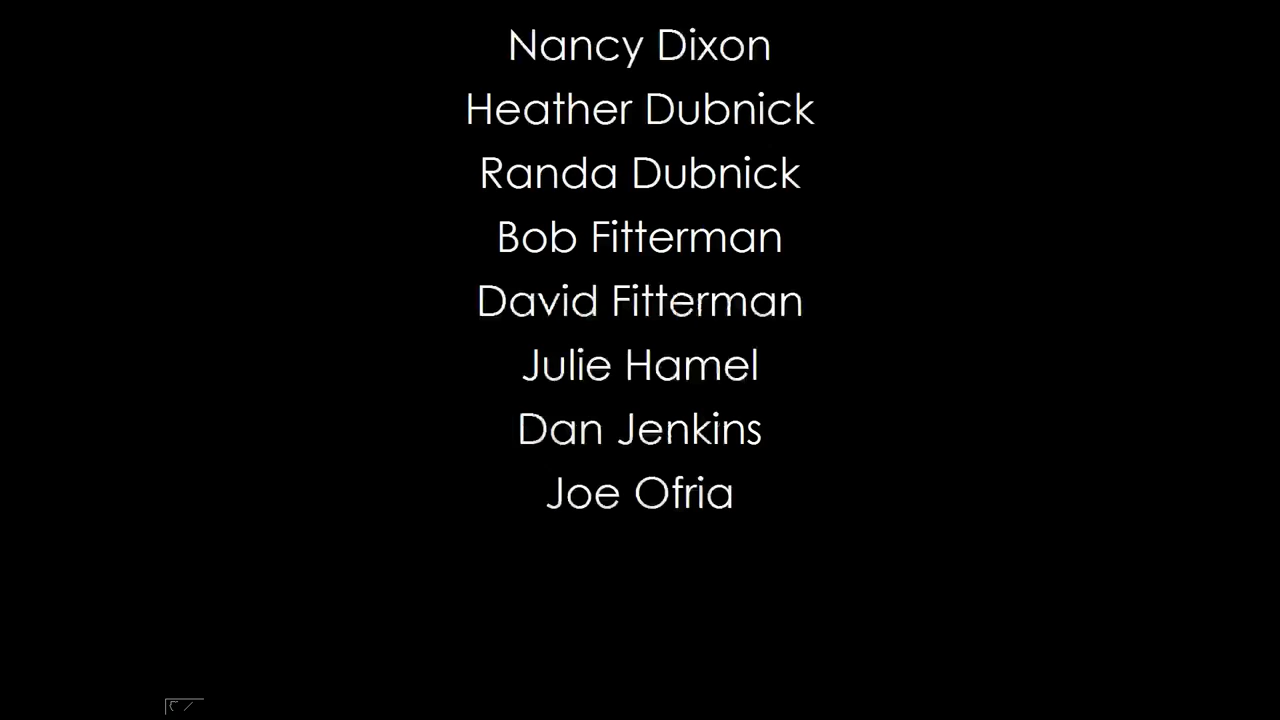 Nancy Dixon
Heather Dubnick
Randa Dubnick
Bob Fitterman
David Fitterman
Julie Hamel
Dan Jenkins
Joe Ofria